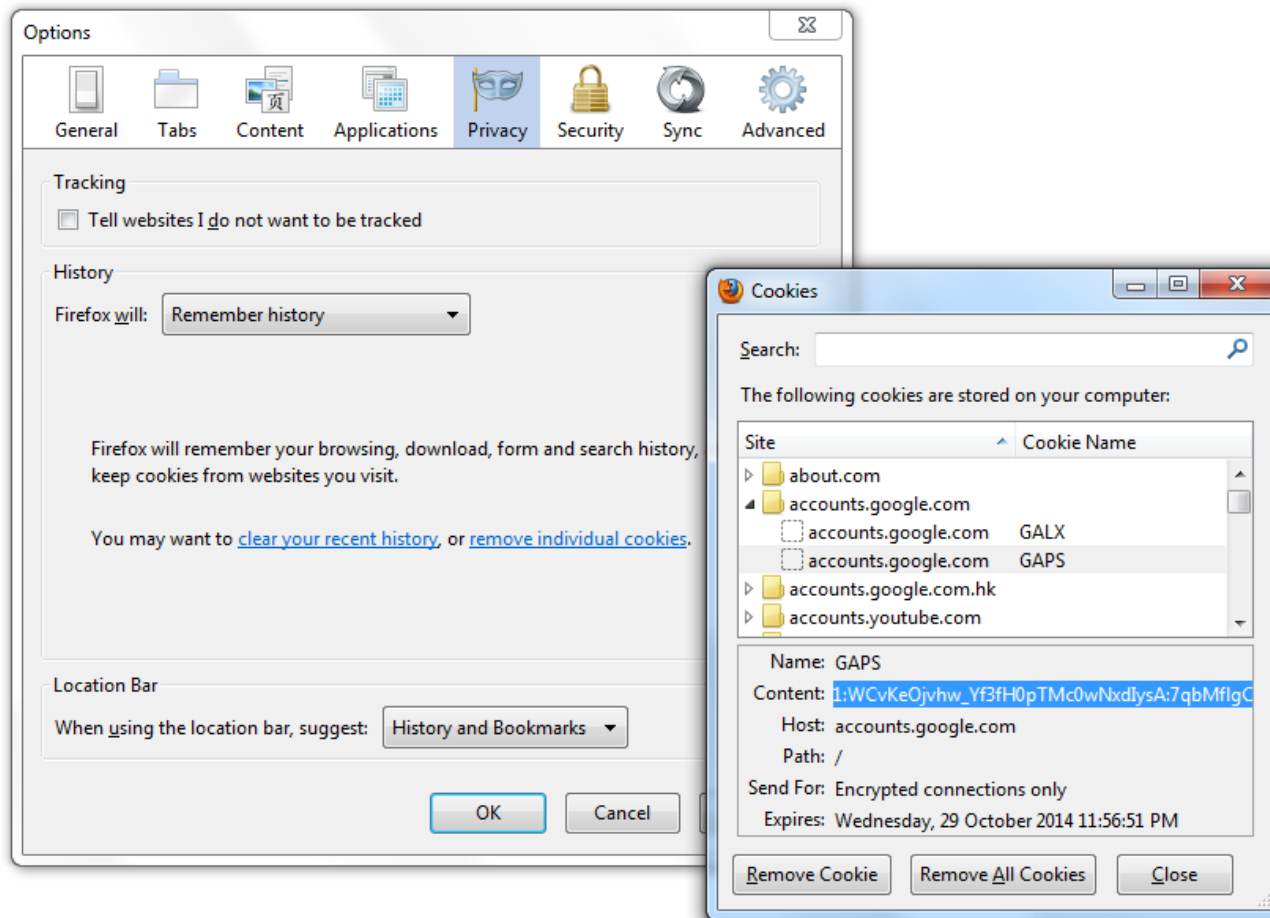 Options
General Tabs Content Applications Privacy Security Sync Advanced
页
Tracking
Tell websites I do not want to be tracked
History
Firefox will: Remember history
Firefox will remember your browsing, download, form and search history,
keep cookies from websites you visit.
You may want to clear your recent history, or remove individual cookies.
Location Bar
When using the location bar, suggest: History and Bookmarks
OK Cancel
Cookies
Search:
The following cookies are stored on your computer:
Site Cookie Name
about.com
accounts.google.com
accounts.google.com GALX
accounts.google.com GAPS
accounts.google.com.hk
accounts.youtube.com
Name: GAPS
Content: 1:WCvKeOjvhw_Yf3fH0pTMc0wNxdIysA:7qbMfIgC
Host: accounts.google.com
Path: /
Send For: Encrypted connections only
Expires: Wednesday, 29 October 2014 11:56:51 PM
Remove Cookie Remove All Cookies Close